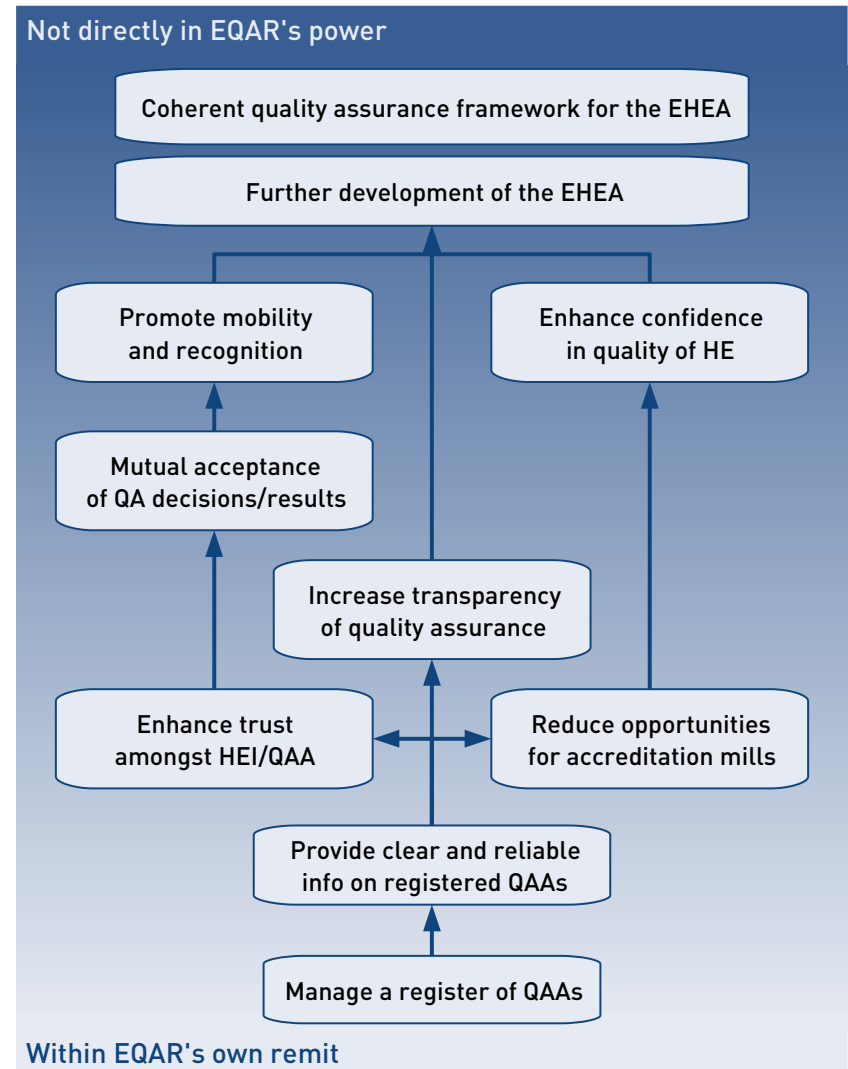 Not directly in EQAR's power
Coherent quality assurance framework for the EHEA
Further development of the EHEA
Promote mobility
and recognition
Enhance confidence
in quality of HE
Mutual acceptance
of QA decisions/results
Increase transparency
of quality assurance
Enhance trust
amongst HEI/QAA
Reduce opportunities
for accreditation mills
Provide clear and reliable
info on registered QAAs
Manage a register of QAAs
Within EQAR's own remit